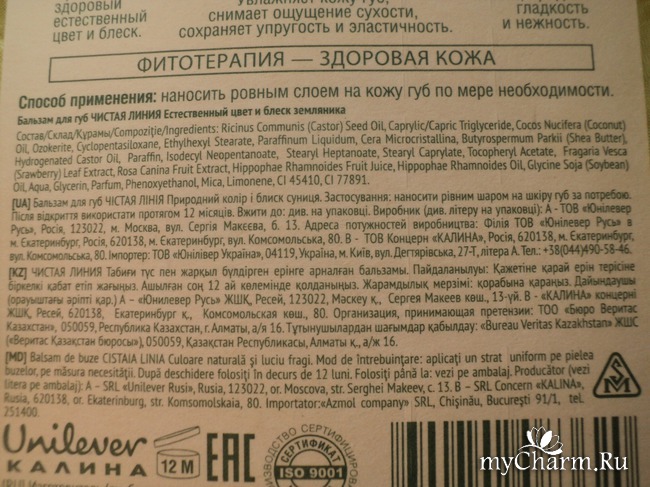 здоровый
естественный
цвет и блеск.
Увлажняет кожу губ,
снимает ощущение сухости,
сохраняет упругость и эластичность.
гладкость
и нежность.
ФИТОТЕРАПИЯ — ЗДОРОВАЯ КОЖА
Способ применения: наносить ровным слоем на кожу губ по мере необходимости.
Бальзам для губ ЧИСТАЯ ЛИНИЯ Естественный цвет и блеск земляника
Состав/Склад/Құрамы/Compoziţie/Ingredients: Ricinus Communis (Castor) Seed Oil, Caprylic/Capric Triglyceride, Cocos Nucifera (Coconut)
Oil, Ozokerite, Cyclopentasiloxane, Ethylhexyl Stearate, Paraffinum Liquidum, Cera Microcristallina, Butyrospermum Parkii (Shea Butter),
Hydrogenated Castor Oil, Paraffin, Isodecyl Neopentanoate, Stearyl Heptanoate, Stearyl Caprylate, Tocopheryl Acetate, Fragaria Vesca
(Srawberry) Leaf Extract, Rosa Canina Fruit Extract, Hippophae Rhamnoides Fruit Juice, Hippophae Rhamnoides Oil, Glycine Soja (Soybean)
Oil, Aqua, Glycerin, Parfum, Phenoxyethanol, Mica, Limonene, CI 45410, CI 77891.
[UA] Бальзам для губ ЧИСТАЯ ЛІНІЯ Природний колір і блиск суниця. Застосування: наносити рівним шаром на шкіру губ за потребою.
Після відкриття використати протягом 12 місяців. Вжити до: див. на упаковці. Виробник (див. літеру на упаковці): А - ТОВ «Юнілевер
Русь», Росія, 123022, м. Москва, вул. Сергія Макєєва, б. 13. Адреса потужностей виробництва: Філія ТОВ «Юнілевер Русь» в
м. Екатеринбург, Росія, 620138, м. Екатеринбург, вул. Комсомольська, 80. В - ТОВ Концерн «КАЛИНА», Росія, 620138, м. Екатеринбург,
вул. Комсомольська, 80. Імпортер: ТОВ «Юнілівер Україна», 04119, Україна, м. Київ, вул. Дегтярівська, 27-Т, літера А. Тел.: +38(044)490-58-46.
[KZ] ЧИСТАЯ ЛИНИЯ Табиғи түс пен жарқыл бүлдірген ерінге арналған бальзамы. Пайдаланылуы: Қажетіне қарай ерін терісіне
біркелкі қабат етіп жағыңыз. Ашылған соң 12 ай көлемінде қолданыңыз. Жарамдылық мерзімі: қорабына қараңыз. Дайындаушы
(орауыштағы әріпті қар.) А – «Юнилевер Русь» ЖШҚ, Ресей, 123022, Мәскеу қ., Сергея Макеев көш., 13-үй. В - «КАЛИНА» концерні
ЖШҚ, Ресей, 620138, Екатеринбург қ., Комсомольская көш., 80. Организация, принимающая претензии: ТОО «Бюро Веритас
Казахстан», 050059, Республика Казахстан, г. Алматы, а/я 16. Тұтынушылардан шағымдар қабылдау: «Bureau Veritas Kazakhstan» ЖШС
(«Веритас Қазақстан бюросы»), 050059, Қазақстан Республикасы, Алматы қ., а/ж 16.
[MD] Balsam de buze CISTAIA LINIA Culoare naturală şi luciu fragi. Mod de întrebuinţare: aplicaţi un strat uniform pe pielea
buzelor, pe măsura necesităţii. După deschidere folosiţi în decurs de 12 luni. Folosiţi până la: vezi pe ambalaj. Producător (vezi
litera pe ambalaj): A – SRL «Unilever Rusi», Rusia, 123022, or. Moscova, str. Serghei Makeev, c. 13. B – SRL Concern «KALINA»,
Rusia, 620138, or. Ekaterinburg, str. Komsomolskaia, 80. Importator: «Azmol company» SRL, Chişinău, Bucureşti 91/1, tel.
251400.
Unilever
КАЛИНА
12 M
EAC
СЕРТИФИКАТ
ISO 9001
myCharm.Ru